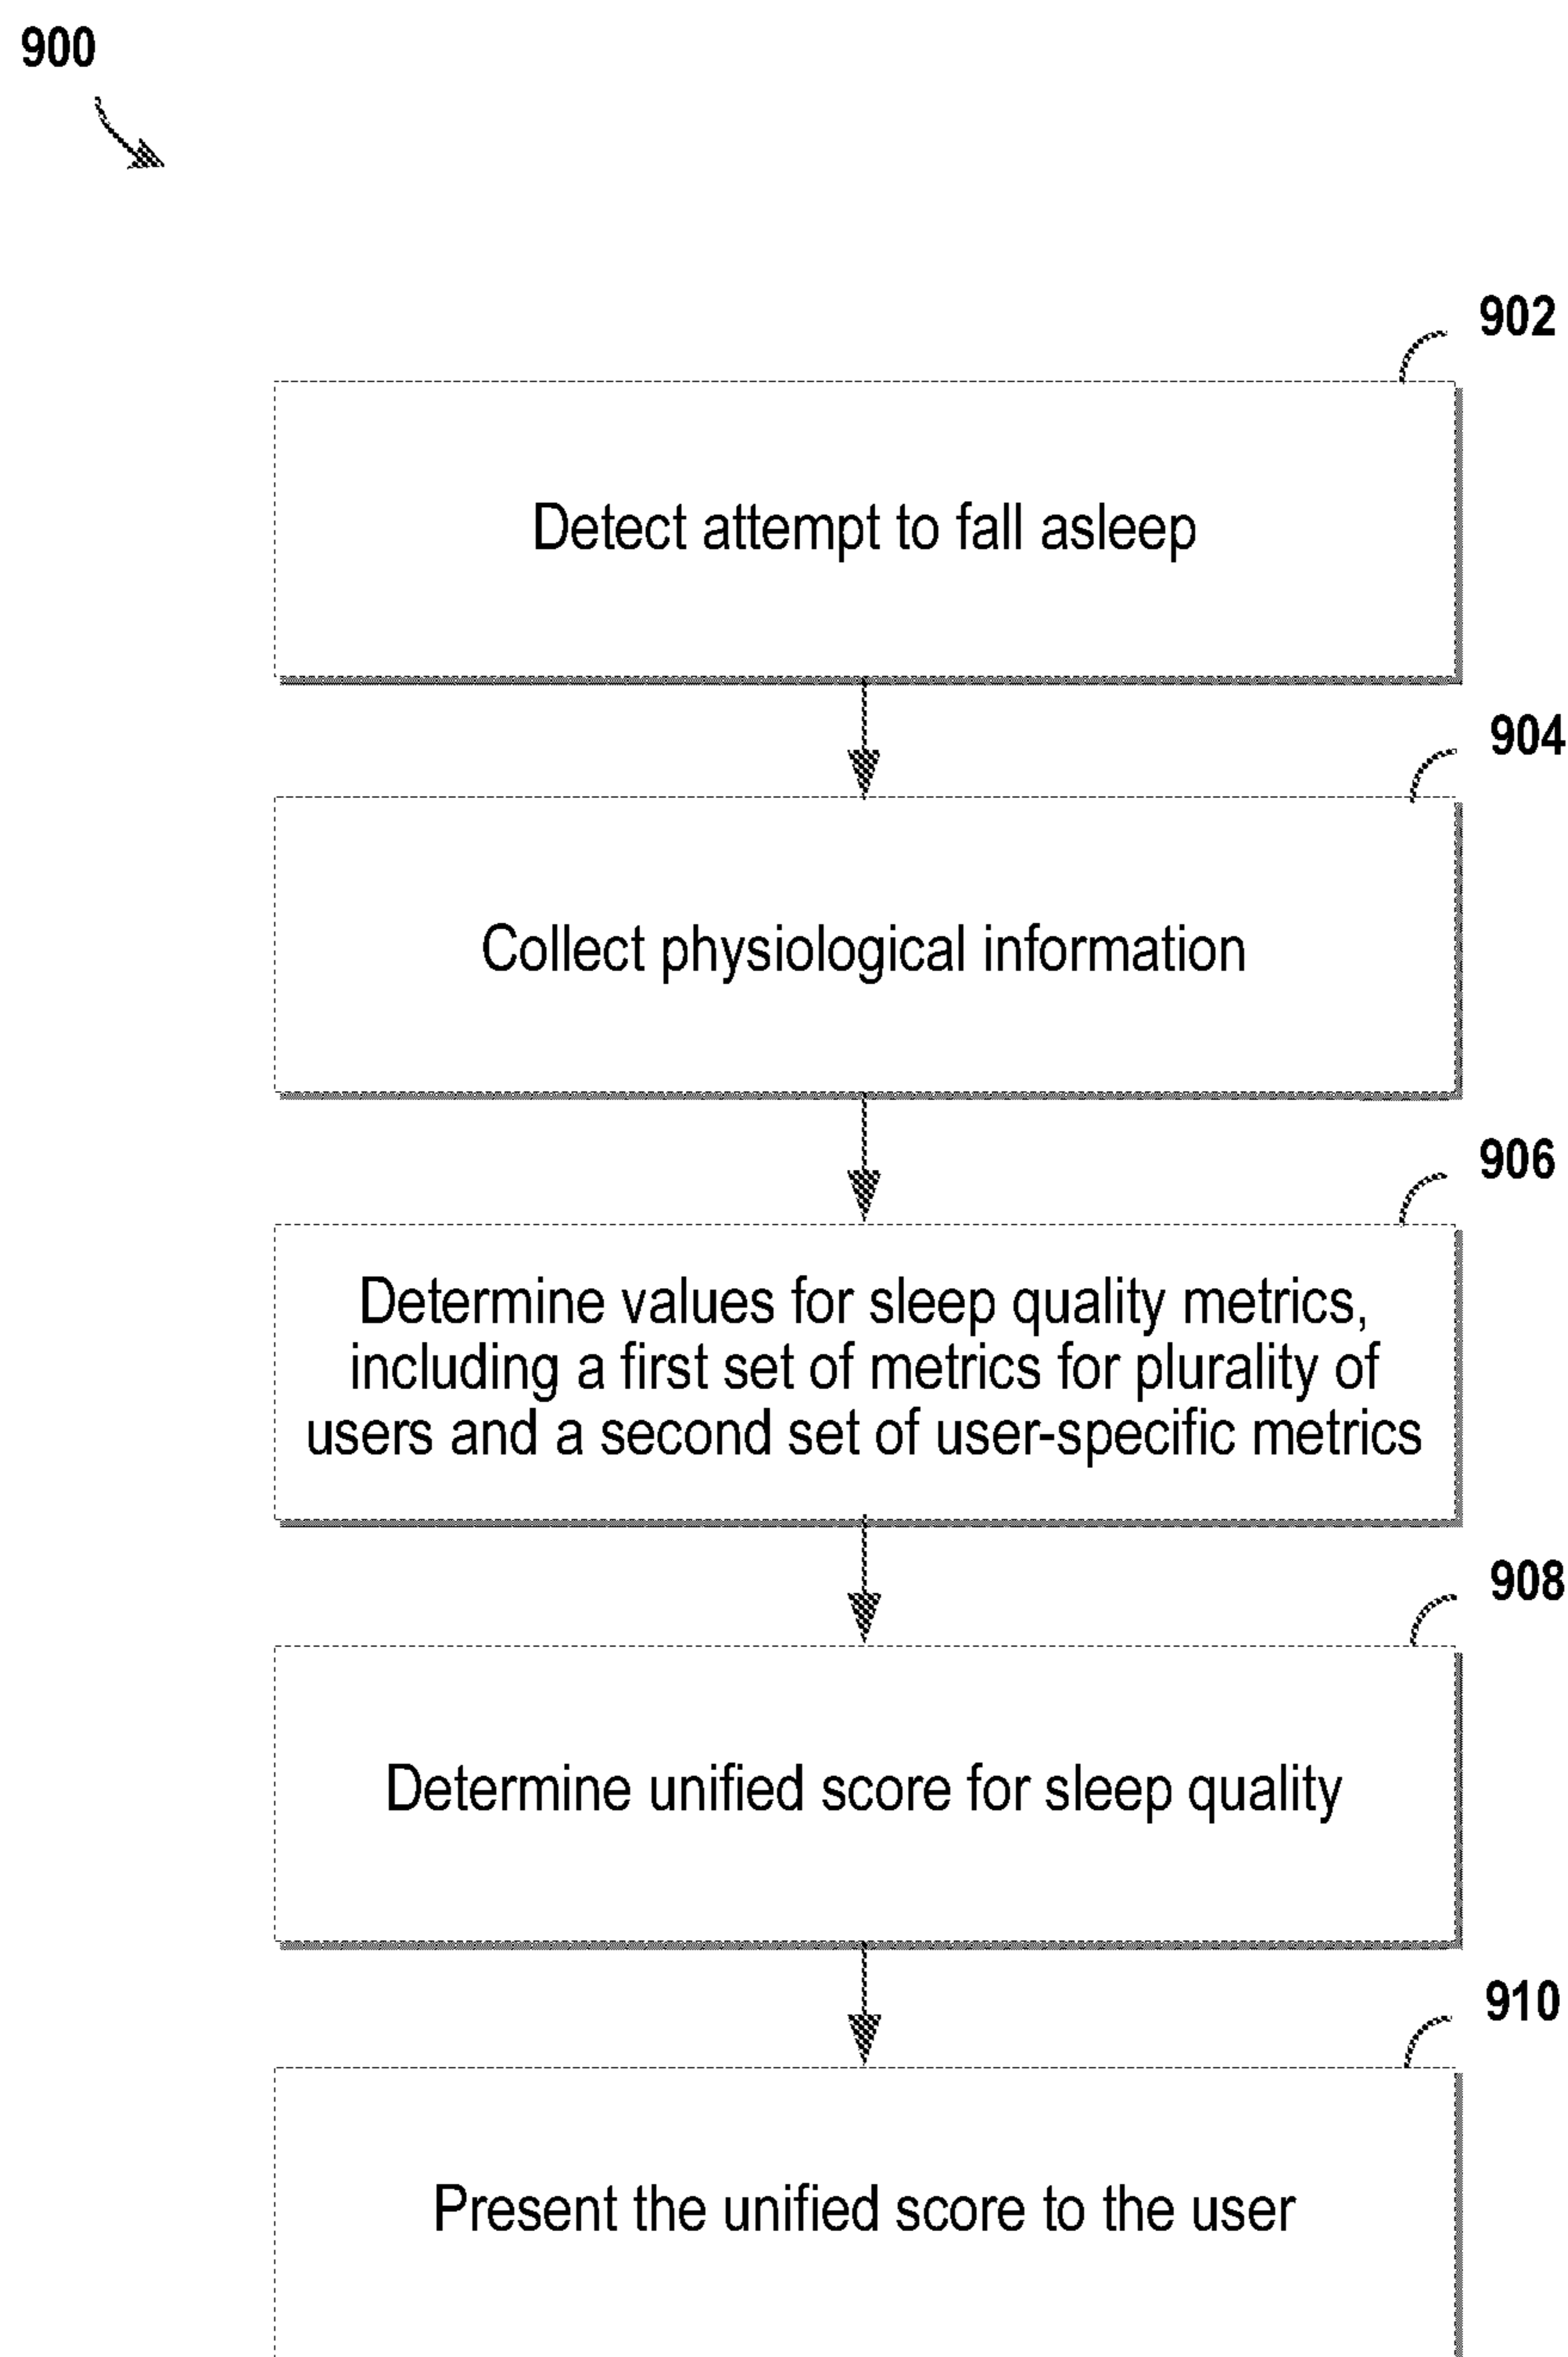 900
902
Detect attempt to fall asleep
904
Collect physiological information
906
Determine values for sleep quality metrics,
including a first set of metrics for plurality of
users and a second set of user-specific metrics
908
Determine unified score for sleep quality
910
Present the unified score to the user